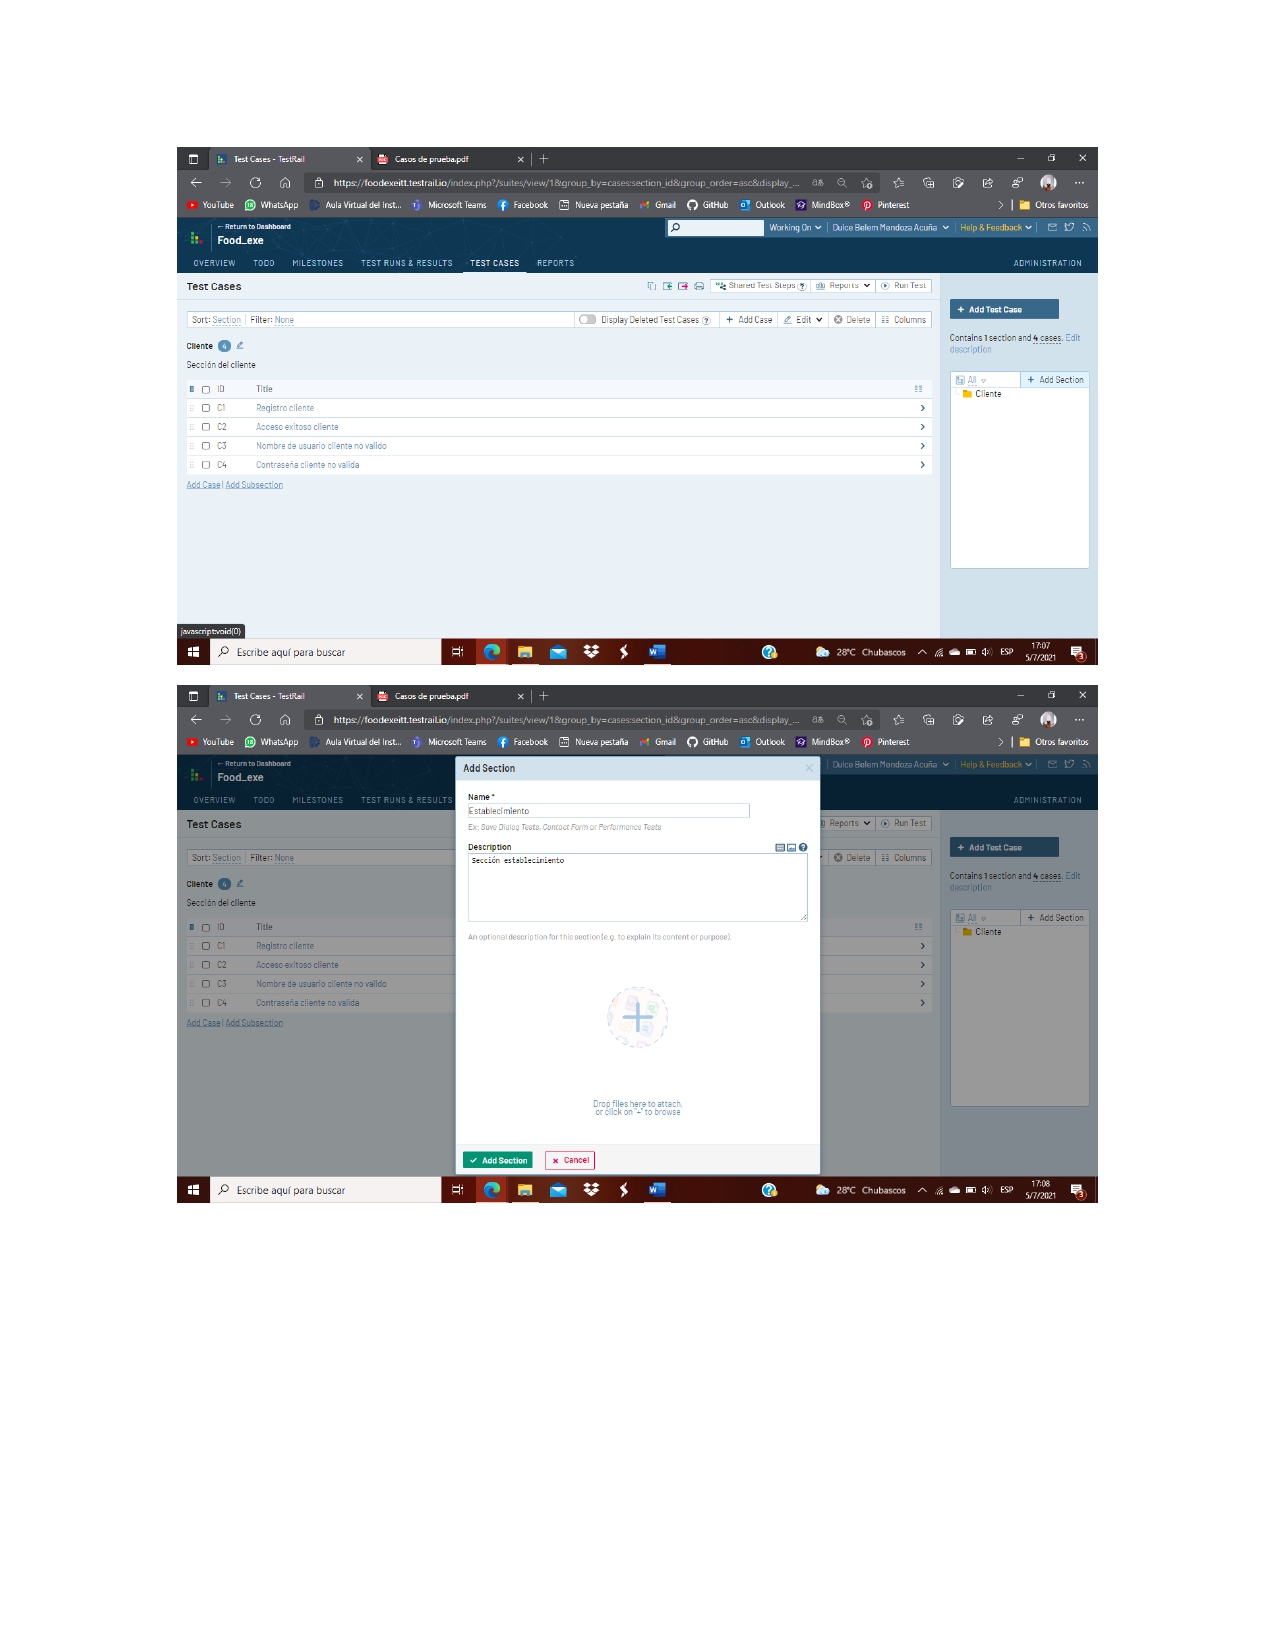 Test Cases - TestRail
Casos de prueba.pdf
https://foodexeitt.testrail.io/index.php?/suites/view/1&group_by=cases:section_id&group_order=asc&display_...
YouTube WhatsApp Aula Virtual del Inst... Microsoft Teams Facebook Nueva pestaña Gmail GitHub Outlook MindBox® Pinterest Otros favoritos
← Return to Dashboard
Food_exe
Working On Dulce Belem Mendoza Acuña Help & Feedback
OVERVIEW TODO MILESTONES TEST RUNS & RESULTS TEST CASES REPORTS ADMINISTRATION
Test Cases
Shared Test Steps ? Reports Run Test
Sort: Section Filter: None
Display Deleted Test Cases ? + Add Case Edit Delete Columns
+ Add Test Case
Contains 1 section and 4 cases. Edit
description
Cliente 4
Sección del cliente
ID Title
C1 Registro cliente
C2 Acceso exitoso cliente
C3 Nombre de usuario cliente no valido
C4 Contraseña cliente no valida
Add Case | Add Subsection
All + Add Section
Cliente
javascript:void(0)
Escribe aquí para buscar
28°C Chubascos ESP
17:07
5/7/2021
3
Test Cases - TestRail
Casos de prueba.pdf
https://foodexeitt.testrail.io/index.php?/suites/view/1&group_by=cases:section_id&group_order=asc&display_...
YouTube WhatsApp Aula Virtual del Inst... Microsoft Teams Facebook Nueva pestaña Gmail GitHub Outlook MindBox® Pinterest Otros favoritos
← Return to Dashboard
Food_exe
Dulce Belem Mendoza Acuña Help & Feedback
OVERVIEW TODO MILESTONES TEST RUNS & RESULTS ADMINISTRATION
Test Cases
Reports Run Test
Sort: Section Filter: None
Delete Columns
+ Add Test Case
Contains 1 section and 4 cases. Edit
description
Cliente 4
Sección del cliente
ID Title
C1 Registro cliente
C2 Acceso exitoso cliente
C3 Nombre de usuario cliente no valido
C4 Contraseña cliente no valida
Add Case | Add Subsection
All + Add Section
Cliente
Add Section
Name *
Establecimiento
Ex: Save Dialog Tests, Contact Form or Performance Tests
Description
Sección establecimiento
An optional description for this section (e.g. to explain its content or purpose).
Drop files here to attach,
or click on "+" to browse
Add Section Cancel
Escribe aquí para buscar
28°C Chubascos ESP
17:08
5/7/2021
3